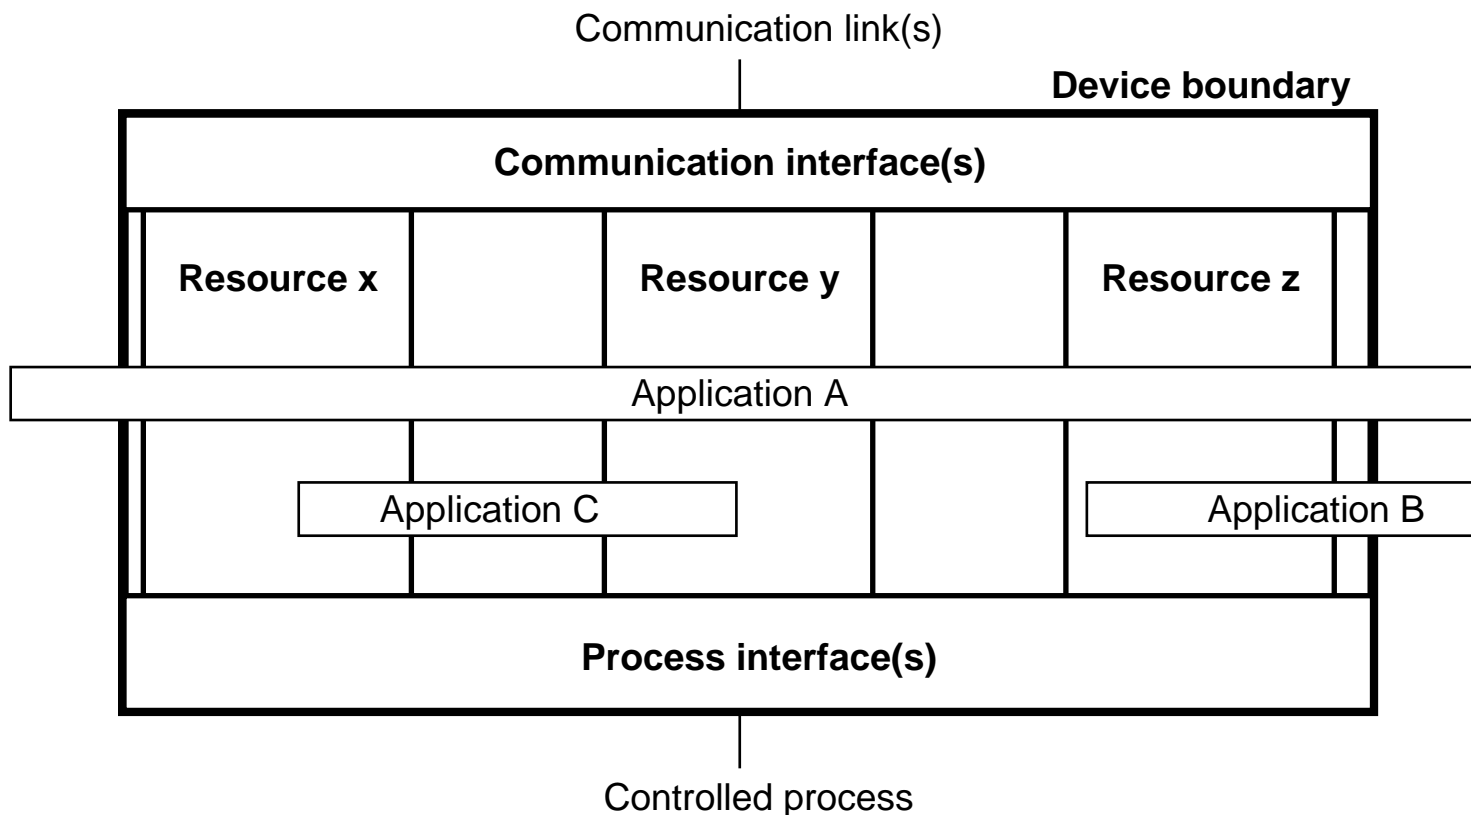 Communication link(s)
Device boundary
Communication interface(s)
Resource x
Resource y
Resource z
Application A
Application C
Application B
Process interface(s)
Controlled process